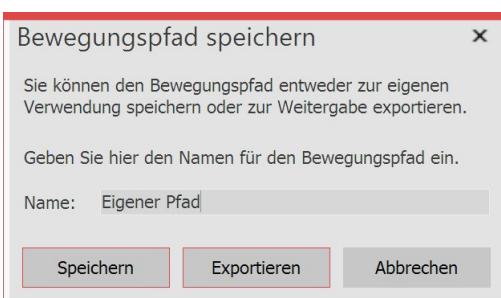 Bewegungspfad speichern
Sie können den Bewegungspfad entweder zur eigenen
Verwendung speichern oder zur Weitergabe exportieren.
Geben Sie hier den Namen für den Bewegungspfad ein.
Name: Eigener Pfad
Speichern Exportieren Abbrechen